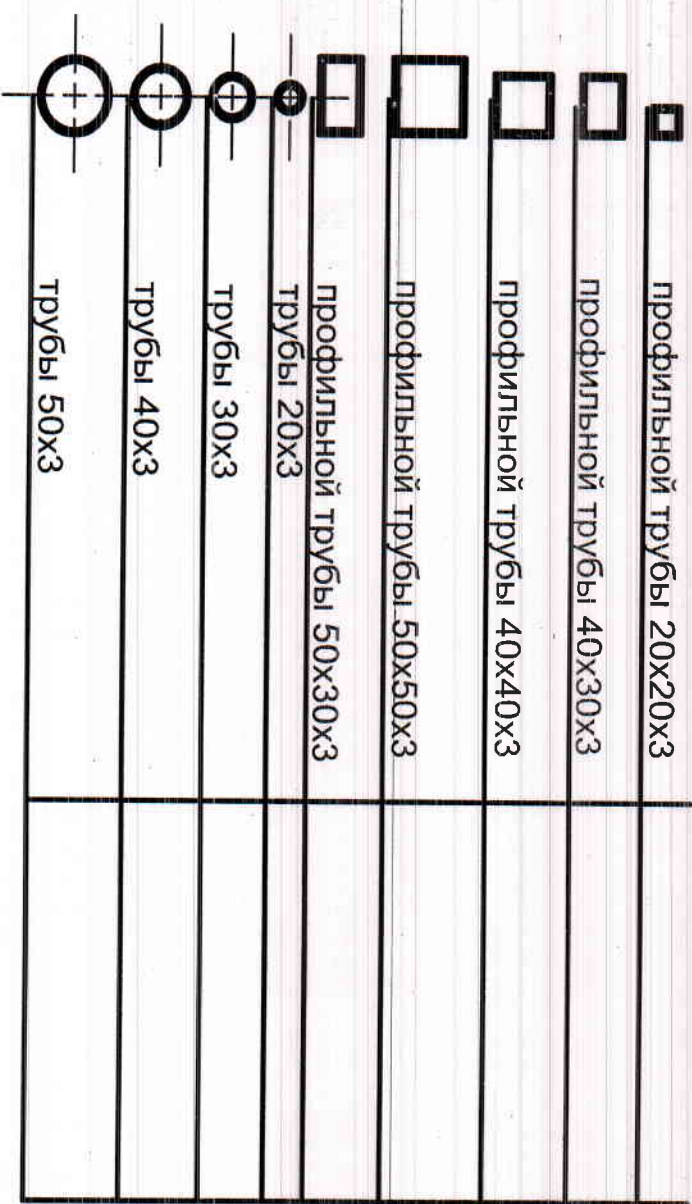 профильной трубы 20х20х3
профильной трубы 40х30х3
профильной трубы 40х40х3
профильной трубы 50х50х3
профильной трубы 50х30х3
трубы 20х3
трубы 30х3
трубы 40х3
трубы 50х3